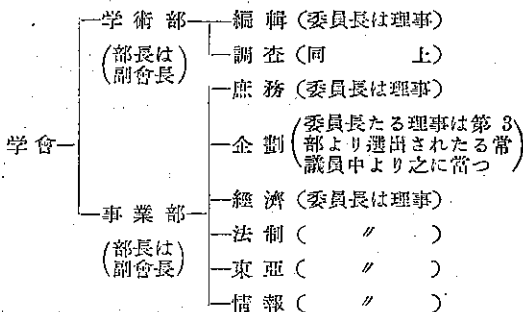 学術部 編輯 (委員長は理事)
(部長は副會長) 調査 (同 上)
庶務 (委員長は理事)
学會 企劃 (委員長たる理事は第3部より選出されたる常議員中より之に當つ)
事業部 經濟 (委員長は理事)
(部長は副會長) 法制 ( 〃 )
東亞 ( 〃 )
情報 ( 〃 )